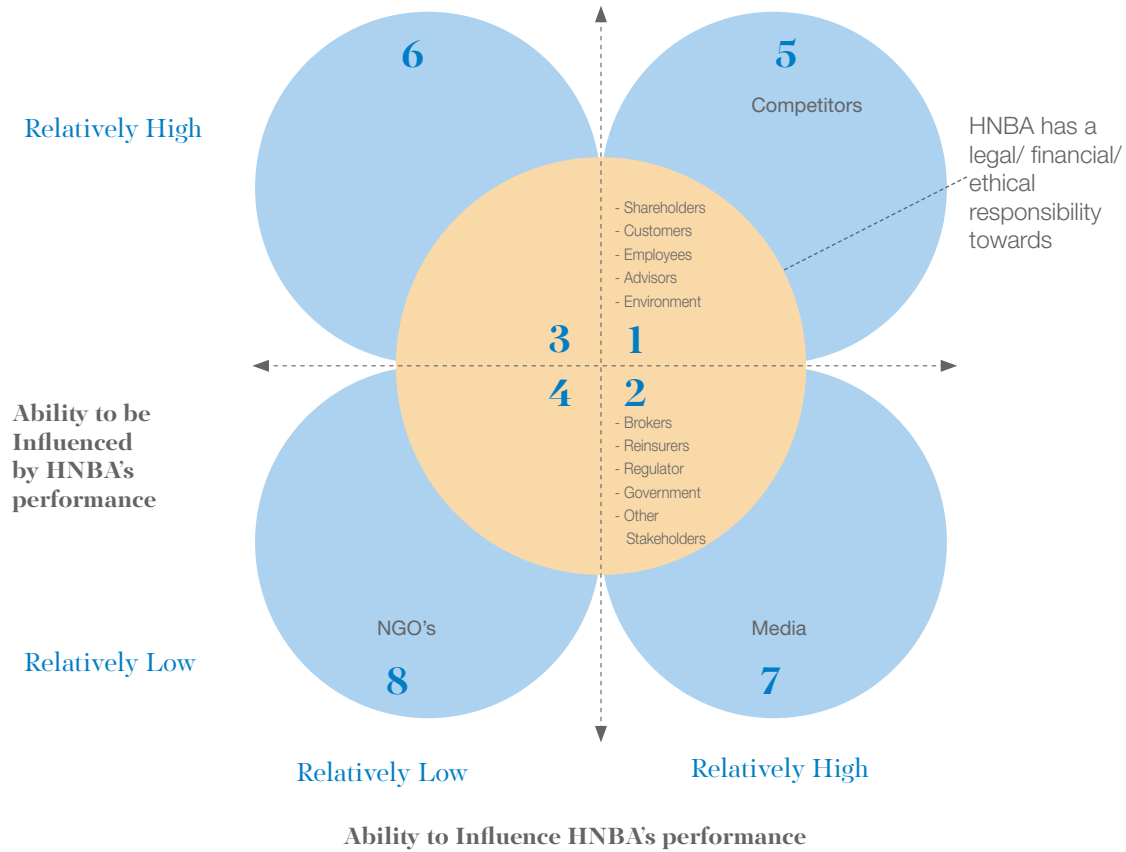 6
5
Competitors
Relatively High
HNBA has a
legal/ financial/
ethical
responsibility
towards
- Shareholders
- Customers
- Employees
- Advisors
- Environment
3
1
4
2
Ability to be
Influenced
by HNBA's
performance
- Brokers
- Reinsurers
- Regulator
- Government
- Other
Stakeholders
NGO's
Media
Relatively Low
8
7
Relatively Low
Relatively High
Ability to Influence HNBA's performance